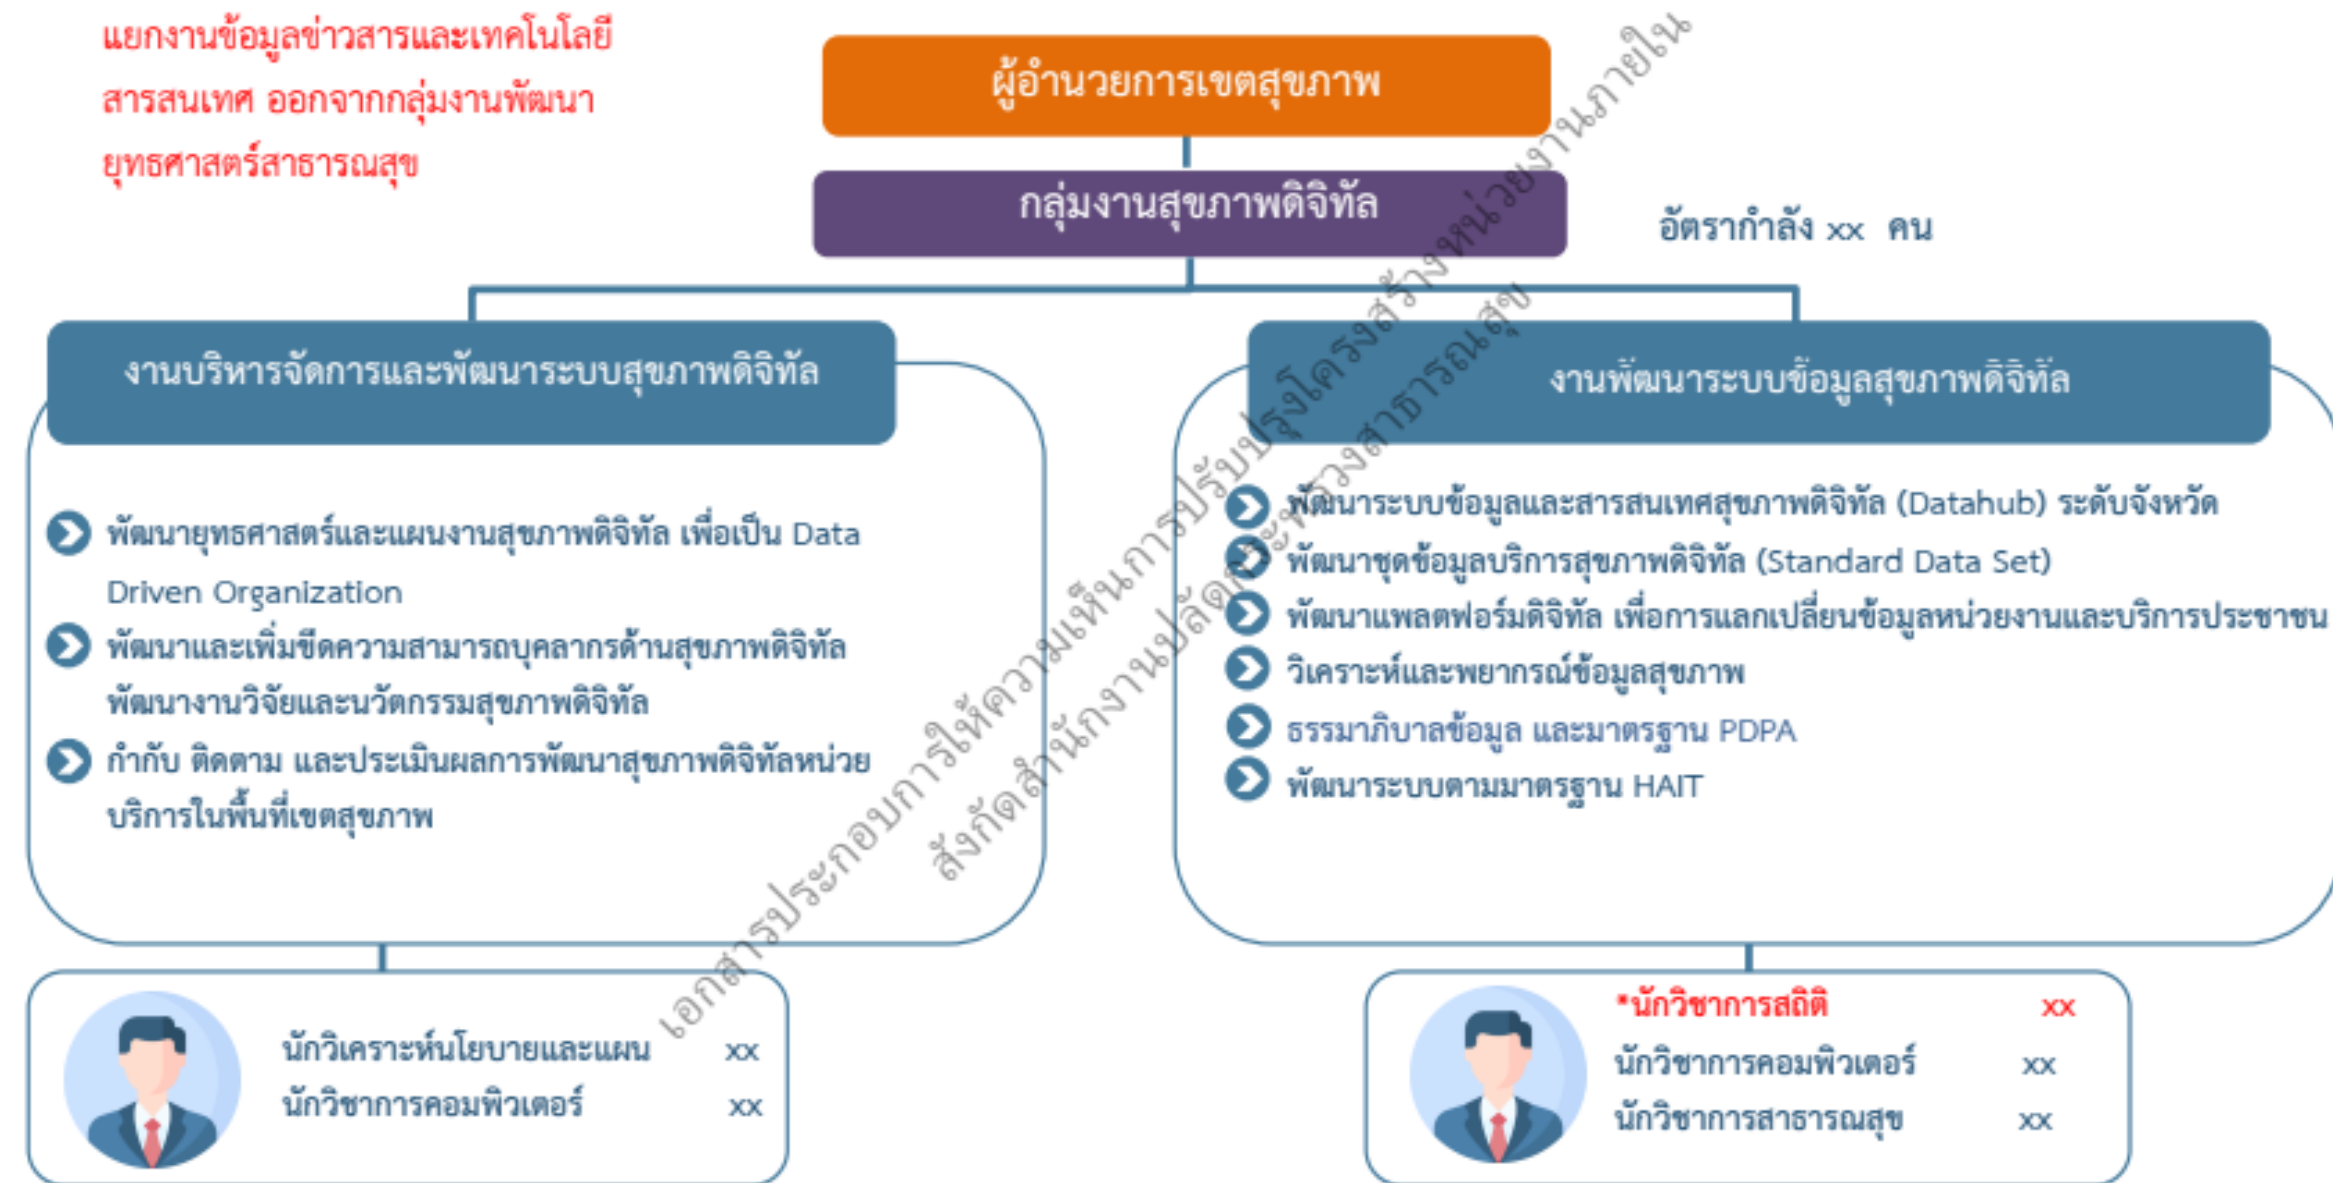 แยกงานข้อมูลข่าวสารและเทคโนโลยี
สารสนเทศ ออกจากกลุ่มงานพัฒนา
ยุทธศาสตร์สาธารณสุข
ผู้อำนวยการเขตสุขภาพ
กลุ่มงานสุขภาพดิจิทัล
อัตรากำลัง xx คน
งานบริหารจัดการและพัฒนาระบบสุขภาพดิจิทัล
พัฒนายุทธศาสตร์และแผนงานสุขภาพดิจิทัล เพื่อเป็น Data
Driven Organization
พัฒนาและเพิ่มขีดความสามารถบุคลากรด้านสุขภาพดิจิทัล
พัฒนางานวิจัยและนวัตกรรมสุขภาพดิจิทัล
กำกับ ติดตาม และประเมินผลการพัฒนาสุขภาพดิจิทัลหน่วย
บริการในพื้นที่เขตสุขภาพ
นักวิเคราะห์นโยบายและแผน xx
นักวิชาการคอมพิวเตอร์ xx
งานพัฒนาระบบข้อมูลสุขภาพดิจิทัล
พัฒนาระบบข้อมูลและสารสนเทศสุขภาพดิจิทัล (Datahub) ระดับจังหวัด
พัฒนาชุดข้อมูลบริการสุขภาพดิจิทัล (Standard Data Set)
พัฒนาแพลตฟอร์มดิจิทัล เพื่อการแลกเปลี่ยนข้อมูลหน่วยงานและบริการประชาชน
วิเคราะห์และพยากรณ์ข้อมูลสุขภาพ
ธรรมาภิบาลข้อมูล และมาตรฐาน PDPA
พัฒนาระบบตามมาตรฐาน HAIT
*นักวิชาการสถิติ xx
นักวิชาการคอมพิวเตอร์ xx
นักวิชาการสาธารณสุข xx
เอกสารประกอบการให้ความเห็นการปรับปรุงโครงสร้างหน่วยงานภายใน
สังกัดสำนักงานปลัดกระทรวงสาธารณสุข